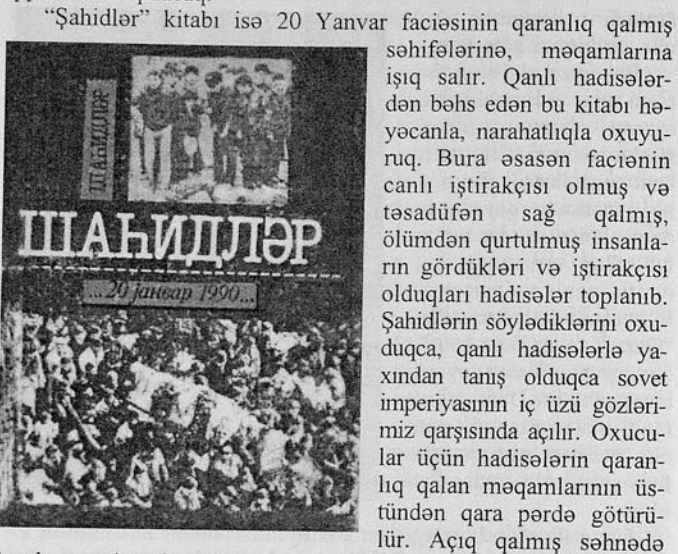 “Şahidlər” kitabı isə 20 Yanvar faciəsinin qaranlıq qalmış
səhifələrinə, məqamlarına
işıq salır. Qanlı hadisələr-
dən bəhs edən bu kitabı hə-
yəcanla, narahatlıqla oxuyu-
ruq. Bura əsasən faciənin
canlı iştirakçısı olmuş və
təsadüfən sağ qalmış,
ölümdən qurtulmuş insanla-
rın gördükləri və iştirakçısı
olduqları hadisələr toplanıb.
Şahidlərin söylədiklərini oxu-
duqca, qanlı hadisələrlə ya-
xından tanış olduqca sovet
imperiyasının iç üzü gözləri-
miz qarşısında açılır. Oxucu-
lar üçün hadisələrin qaran-
lıq qalan məqamlarının üs-
tündən qara pərdə götürü-
lür. Açıq qalmış səhnədə
ШАҺИДЛӘР
ШАҺИДЛӘР
...20 јанвар 1990...